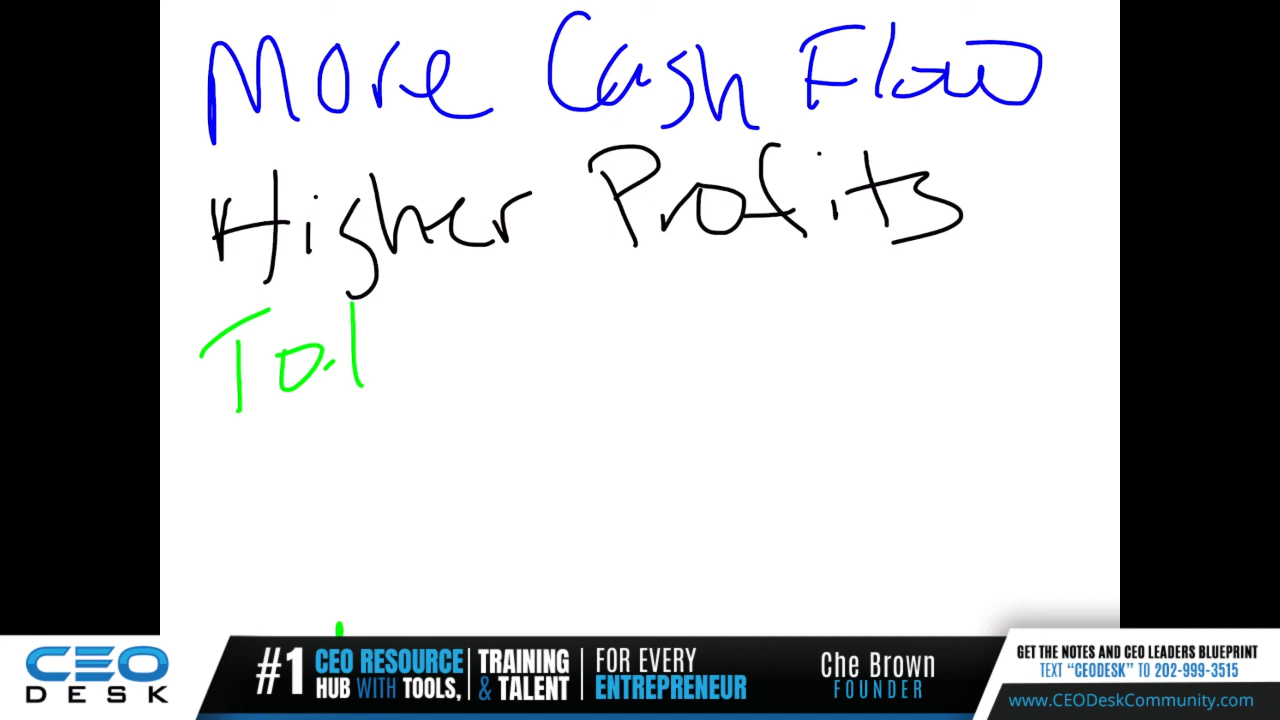 More Cash Flow
Higher Profits
CEO
DESK
#1 CEO RESOURCE
HUB WITH TOOLS,
TRAINING
& TALENT
FOR EVERY
ENTREPRENEUR
Che Brown
FOUNDER
GET THE NOTES AND CEO LEADERS BLUEPRINT
TEXT “CEODESK” TO 202-999-3515
www.CEODeskCommunity.com